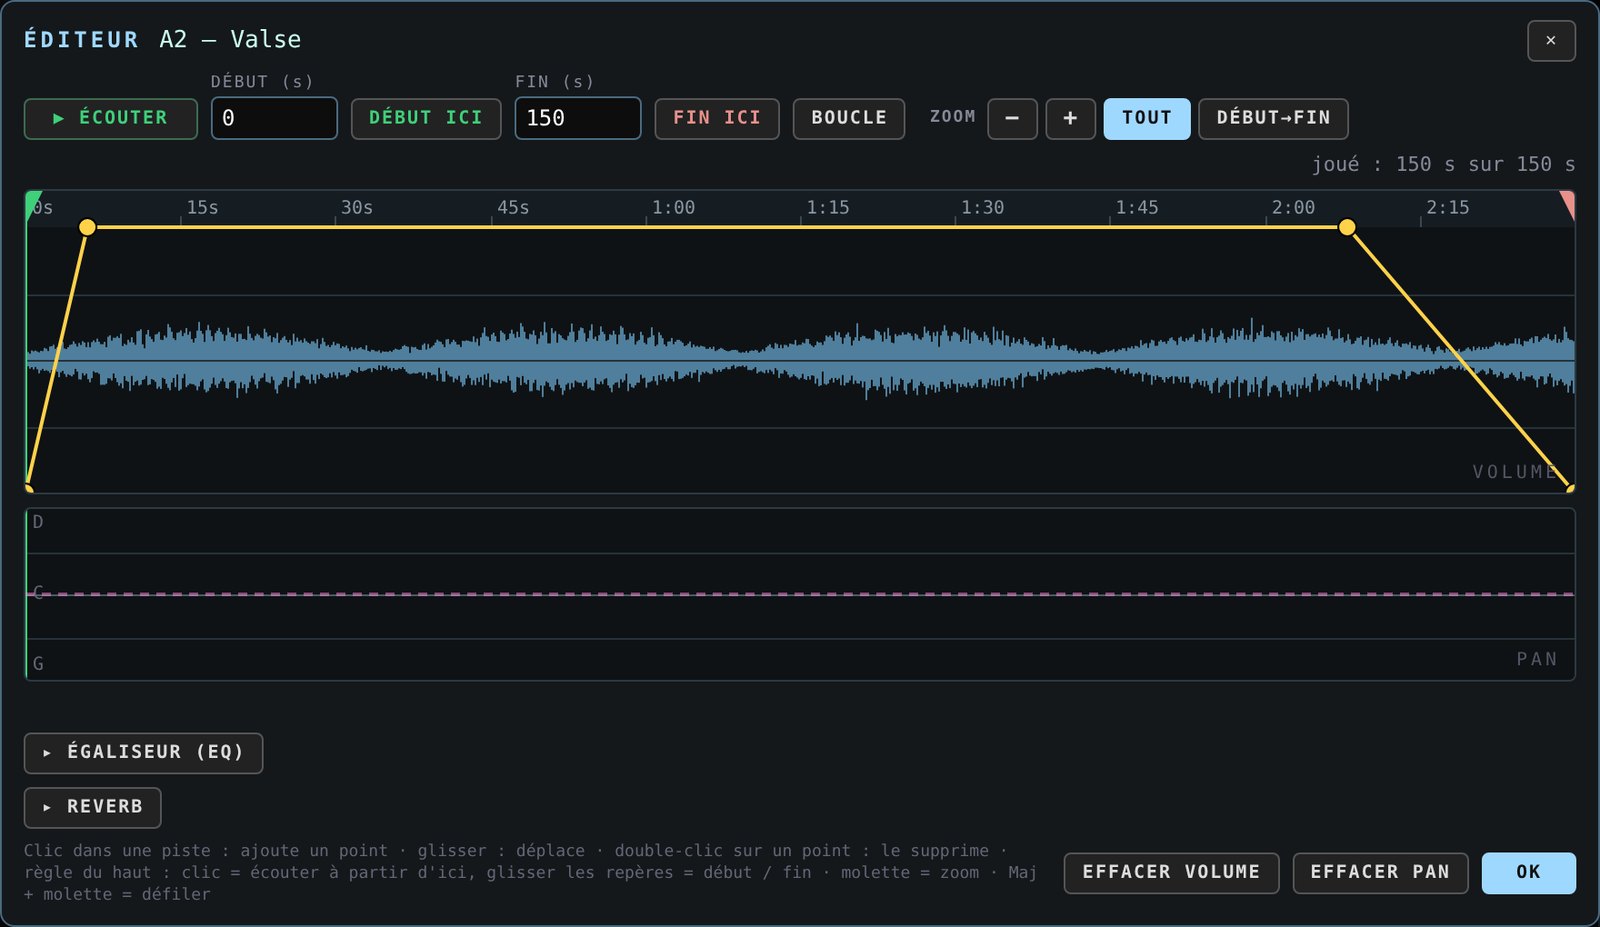 ÉDITEUR A2 — Valse
×
DÉBUT (s)
FIN (s)
▶ ÉCOUTER
0
DÉBUT ICI
150
FIN ICI
BOUCLE
ZOOM
−
+
TOUT
DÉBUT→FIN
joué : 150 s sur 150 s
0s 15s 30s 45s 1:00 1:15 1:30 1:45 2:00 2:15
VOLUME
D
C
G
PAN
▸ ÉGALISEUR (EQ)
▸ REVERB
Clic dans une piste : ajoute un point · glisser : déplace · double-clic sur un point : le supprime ·
règle du haut : clic = écouter à partir d'ici, glisser les repères = début / fin · molette = zoom · Maj
+ molette = défiler
EFFACER VOLUME
EFFACER PAN
OK